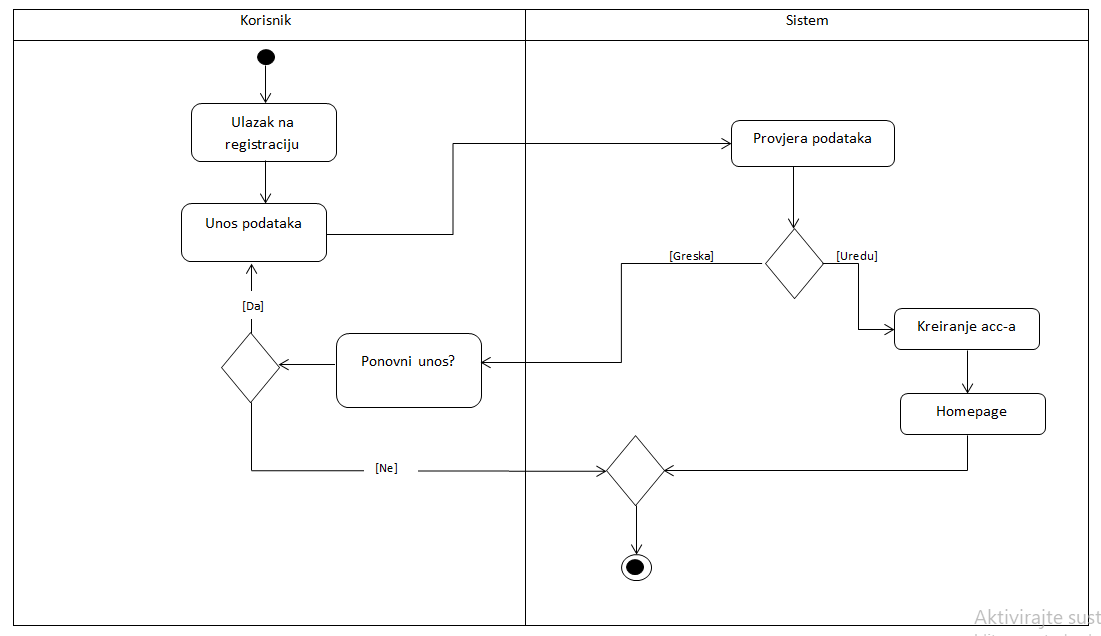 Korisnik
Sistem
Ulazak na
registraciju
Provjera podataka
Unos podataka
[Greska]
[Uredu]
[Da]
Kreiranje acc-a
Ponovni unos?
Homepage
[Ne]
Aktivirajte sust